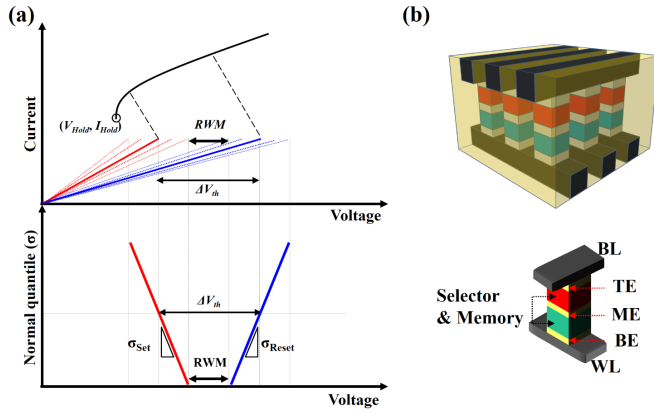 (a)
Current
(V_Hold, I_Hold)
RWM
ΔV_th
Voltage
Normal quantile (σ)
ΔV_th
σ_Set
RWM
σ_Reset
Voltage
(b)
BL
TE
Selector
& Memory
ME
BE
WL